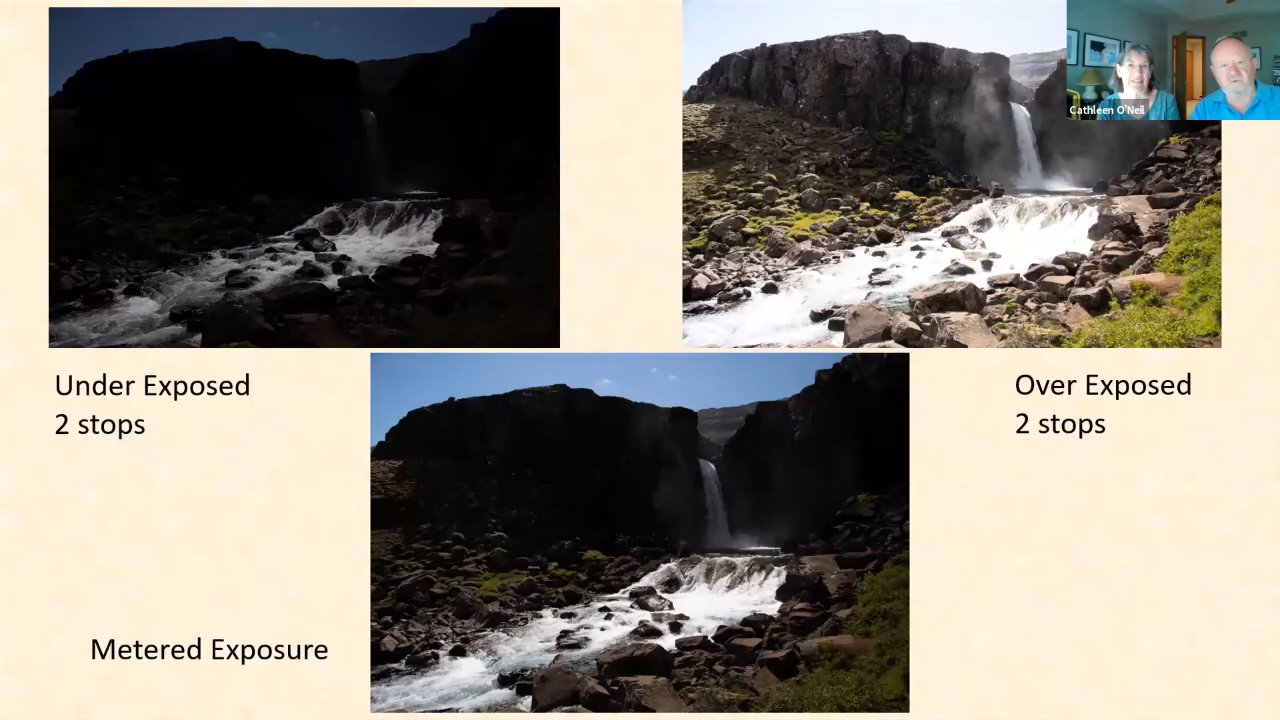 Cathleen O'Neil
Under Exposed
2 stops
Over Exposed
2 stops
Metered Exposure